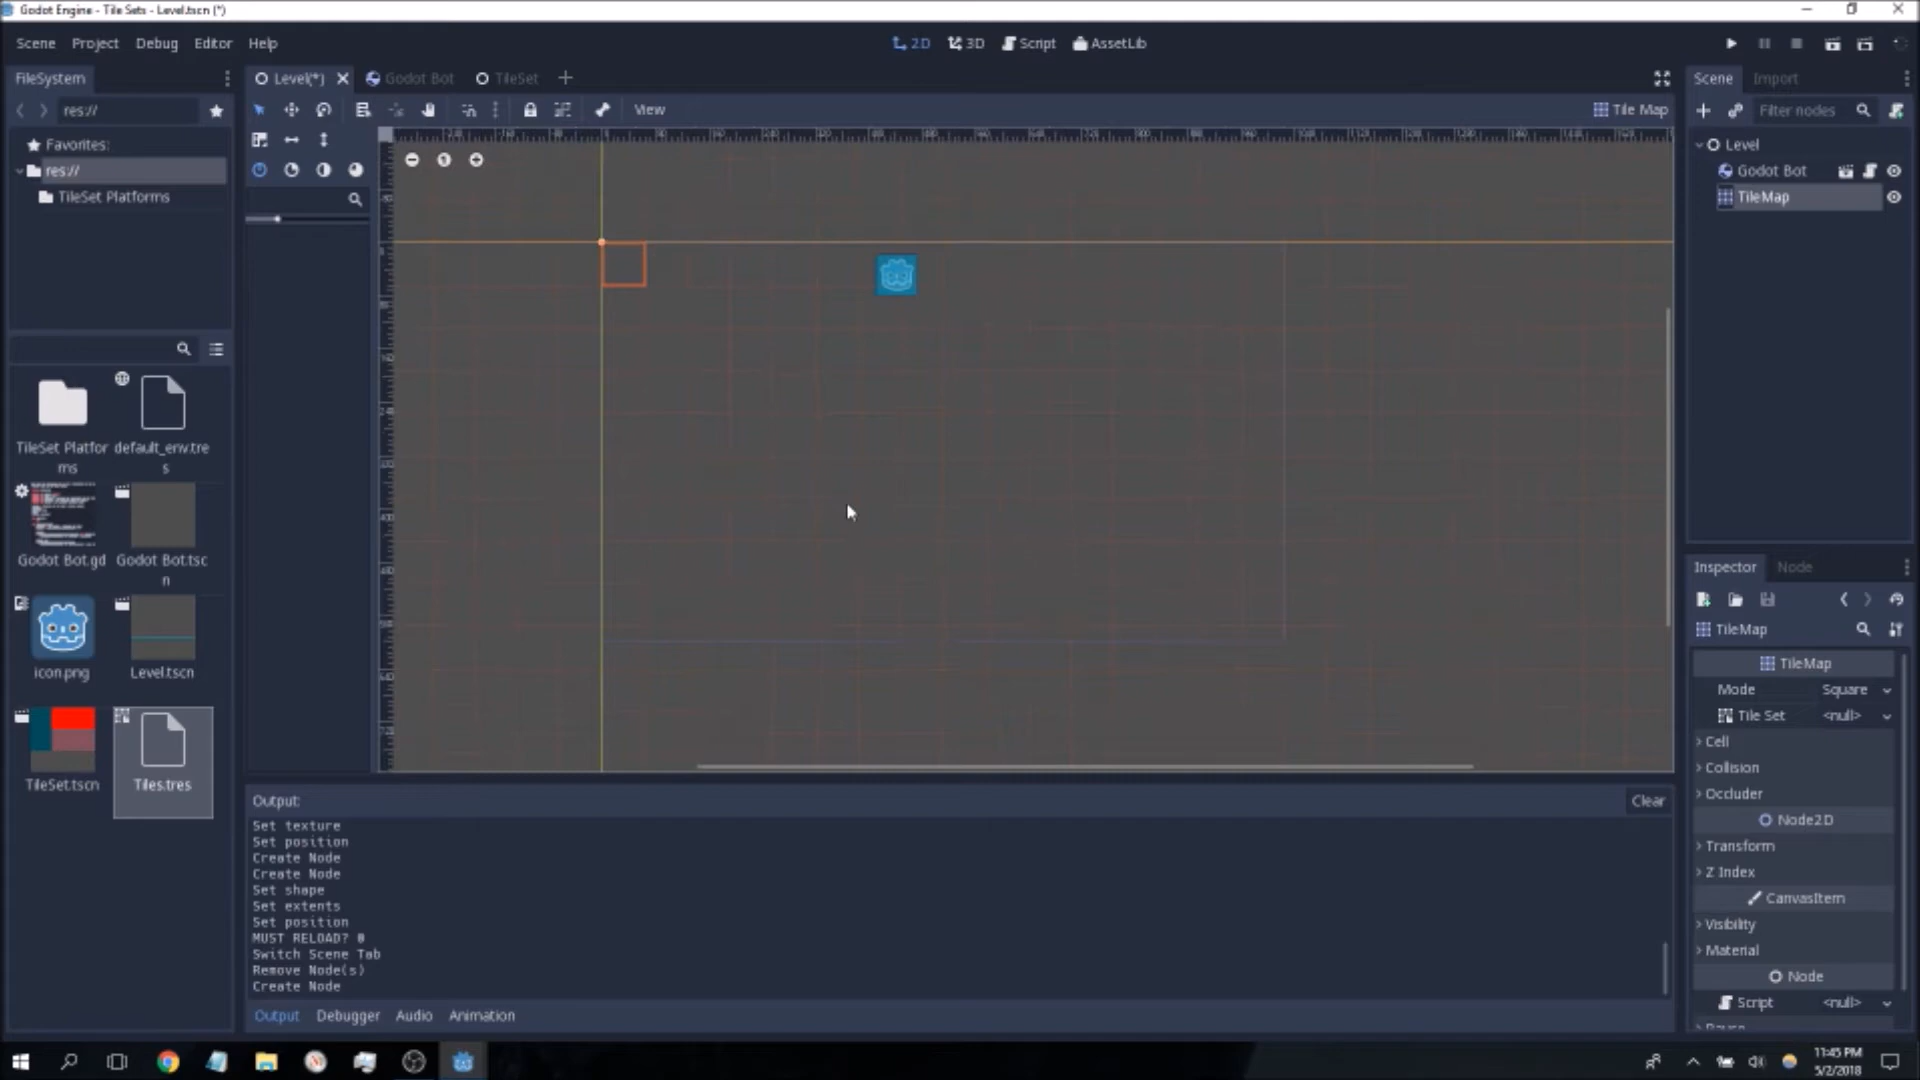 Godot Engine - Tile Sets - Level.tscn (*)
Scene Project Debug Editor Help
2D 3D Script AssetLib
FileSystem
Level(*) Godot Bot TileSet
Scene Import
res://
View
Tile Map
Filter nodes
Favorites:
res://
TileSet Platforms
Level
Godot Bot
TileMap
TileSet Platfor
ms
default_env.tre
s
Godot Bot.gd
Godot Bot.tsc
n
icon.png
Level.tscn
TileSet.tscn
Tiles.tres
Inspector Node
TileMap
TileMap
Mode Square
Tile Set <null>
Cell
Collision
Occluder
Node2D
Transform
Z Index
CanvasItem
Visibility
Material
Node
Script <null>
Output:
Clear
Set texture
Set position
Create Node
Create Node
Set shape
Set extents
Set position
MUST RELOAD? 0
Switch Scene Tab
Remove Node(s)
Create Node
Output Debugger Audio Animation
11:45 PM
5/2/2018